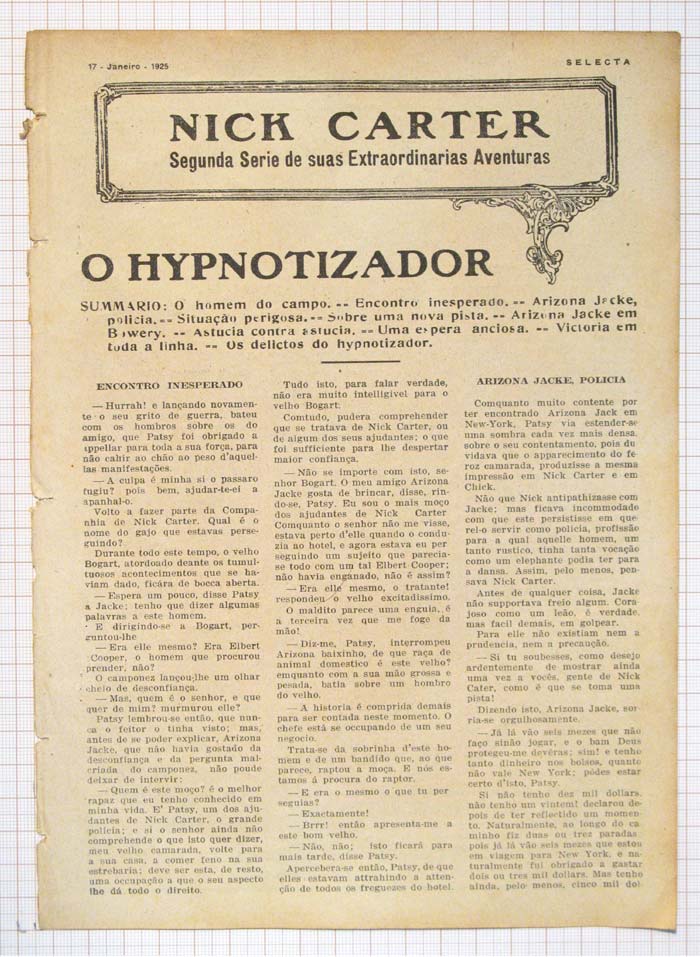 17 - Janeiro - 1925
SELECTA
NICK CARTER
Segunda Serie de suas Extraordinarias Aventuras
O HYPNOTIZADOR
SUMMARIO: O homem do campo. -- Encontro inesperado. -- Arizona Jacke,
policia. -- Situação perigosa. -- Sobre uma nova pista. -- Arizona Jacke em
Bowery. -- Astucia contra astucia. -- Uma espera anciosa. -- Victoria em
toda a linha. -- Os delictos do hypnotizador.
ENCONTRO INESPERADO
— Hurrah! e lançando novamen-
te o seu grito de guerra, bateu
com os hombros sobre os do
amigo, que Patsy foi obrigado a
appellar para toda a sua força, para
não cahir ao chão ao peso d'aquel-
las manifestações.
— A culpa é minha si o passaro
fugiu? pois bem, ajudar-te-ei a
apanhal-o.
Volto a fazer parte da Compa-
nhia de Nick Carter. Qual é o
nome do gajo que estavas perse-
guindo?
Durante todo este tempo, o velho
Bogart, atordoado deante os tumul-
tuosos acontecimentos que se ha-
viam dado, ficára de bocca aberta.
— Espera um pouco, disse Patsy
a Jacke; tenho que dizer algumas
palavras a este homem.
E dirigindo-se a Bogart, per-
guntou-lhe
— Era elle mesmo? Era Elbert
Cooper, o homem que procurou
prender, não?
O camponez lançou-lhe um olhar
cheio de desconfiança.
— Mas, quem é o senhor, e que
quer de mim? murmurou elle?
Patsy lembrou-se então, que nun-
ca o feitor o tinha visto; mas,
antes de se poder explicar, Arizona
Jacke, que não havia gostado da
desconfiança e da pergunta mal-
criada do camponez, não poude
deixar de intervir:
— Quem é este moço? é o melhor
rapaz que eu tenho conhecido em
minha vida. E' Patsy, um dos aju-
dantes de Nick Carter, o grande
policia; e si o senhor ainda não
comprehende o que isto quer dizer,
meu velho camarada, volte para
a sua casa, a comer feno na sua
estrebaria; deve ser esta, de resto,
uma occupação a que o seu aspecto
lhe dá todo o direito.
Tudo isto, para falar verdade,
não era muito intelligivel para o
velho Bogart.
Comtudo, pudera comprehender
que se tratava de Nick Carter, ou
de algum dos seus ajudantes; o que
foi sufficiente para lhe despertar
maior confiança.
— Não se importe com isto, se-
nhor Bogart. O meu amigo Arizona
Jacke gosta de brincar, disse, rin-
do-se, Patsy. Eu sou o mais moço
dos ajudantes de Nick Carter
Comquanto o senhor não me visse,
estava perto d'elle quando o condu-
zia ao hotel, e agora estava eu per
seguindo um sujeito que parecia-
se todo com um tal Elbert Cooper;
não havia enganado, não é assim?
— Era elle mesmo, o tratante!
respondeu o velho excitadissimo.
O maldito parece uma enguia, é
a terceira vez que me foge da
mão!
— Diz-me, Patsy, interrompeu
Arizona baixinho, de que raça de
animal domestico é este velho?
emquanto com a sua mão grossa e
pesada, batia sobre um hombro
do velho.
— A historia é comprida demais
para ser contada neste momento. O
chefe está se occupando de um seu
negocio.
Trata-se da sobrinha d'este ho-
mem e de um bandido que, ao que
parece, raptou a moça. E nós es-
tamos á procura do raptor.
— E era o mesmo o que tu per
seguias?
— Exactamente!
— Brrr! então apresenta-me a
este bom velho.
— Não, não; isto ficará para
mais tarde, disse Patsy.
Apercebera-se então, Patsy, de que
elles estavam attrahindo a atten-
ção de todos os freguezes do hotel.
ARIZONA JACKE, POLICIA
Comquanto muito contente por
ter encontrado Arizona Jack em
New-York, Patsy via estender-se
uma sombra cada vez mais densa,
sobre o seu contentamento, pois du
vidava que o apparecimento do fe
roz camarada, produzisse a mesma
impressão em Nick Carter e em
Chick.
Não que Nick antipathizasse com
Jacke; mas ficava incommodado
com que este persistisse em que-
rel-o servir como policia, profissão
para a qual aquelle homem, um
tanto rustico, tinha tanta vocação
como um elephante podia ter para
a dansa. Assim, pelo menos, pen-
sava Nick Carter.
Antes de qualquer coisa, Jacke
não supportava freio algum. Cora-
joso como um leão, é verdade,
mas facil demais, em golpear.
Para elle não existiam nem a
prudencia, nem a precaução.
— Si tu soubesses, como desejo
ardentemente de mostrar ainda
uma vez a vocês, gente de Nick
Cater, como é que se toma uma
pista!
Dizendo isto, Arizona Jacke, sor-
ria-se orgulhosamente.
— Já lá vão seis mezes que não
faço sinão jogar, e o bam Deus
protegeu-me devéras; sim! e tenho
tanto dinheiro nos bolsos, quanto
não vale New York; pódes estar
certo d'isto, Patsy.
Si não tenho dez mil dollars,
não tenho um vintem! declarou de-
pois de ter reflectido um momen-
to. Naturalmente, ao longo do ca
minho fiz duas ou tres paradas
pois já lá vão seis mezes que estou
em viagem para New York, e na-
turalmente fui obrigado a gastar
dois ou tres mil dollars. Mas tenho
ainda, pelo menos, cinco mil dol